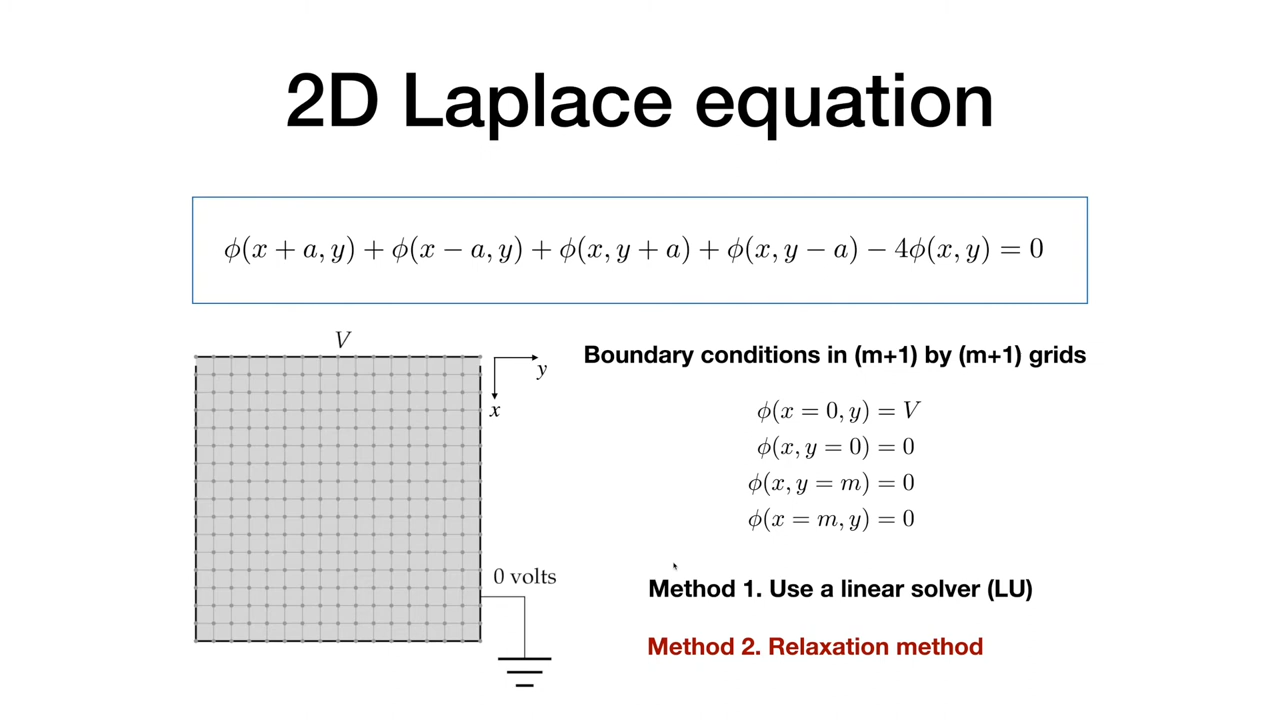 2D Laplace equation
ϕ(x + a, y) + ϕ(x − a, y) + ϕ(x, y + a) + ϕ(x, y − a) − 4ϕ(x, y) = 0
V
y
x
0 volts
Boundary conditions in (m+1) by (m+1) grids
ϕ(x = 0, y) = V
ϕ(x, y = 0) = 0
ϕ(x, y = m) = 0
ϕ(x = m, y) = 0
Method 1. Use a linear solver (LU)
Method 2. Relaxation method